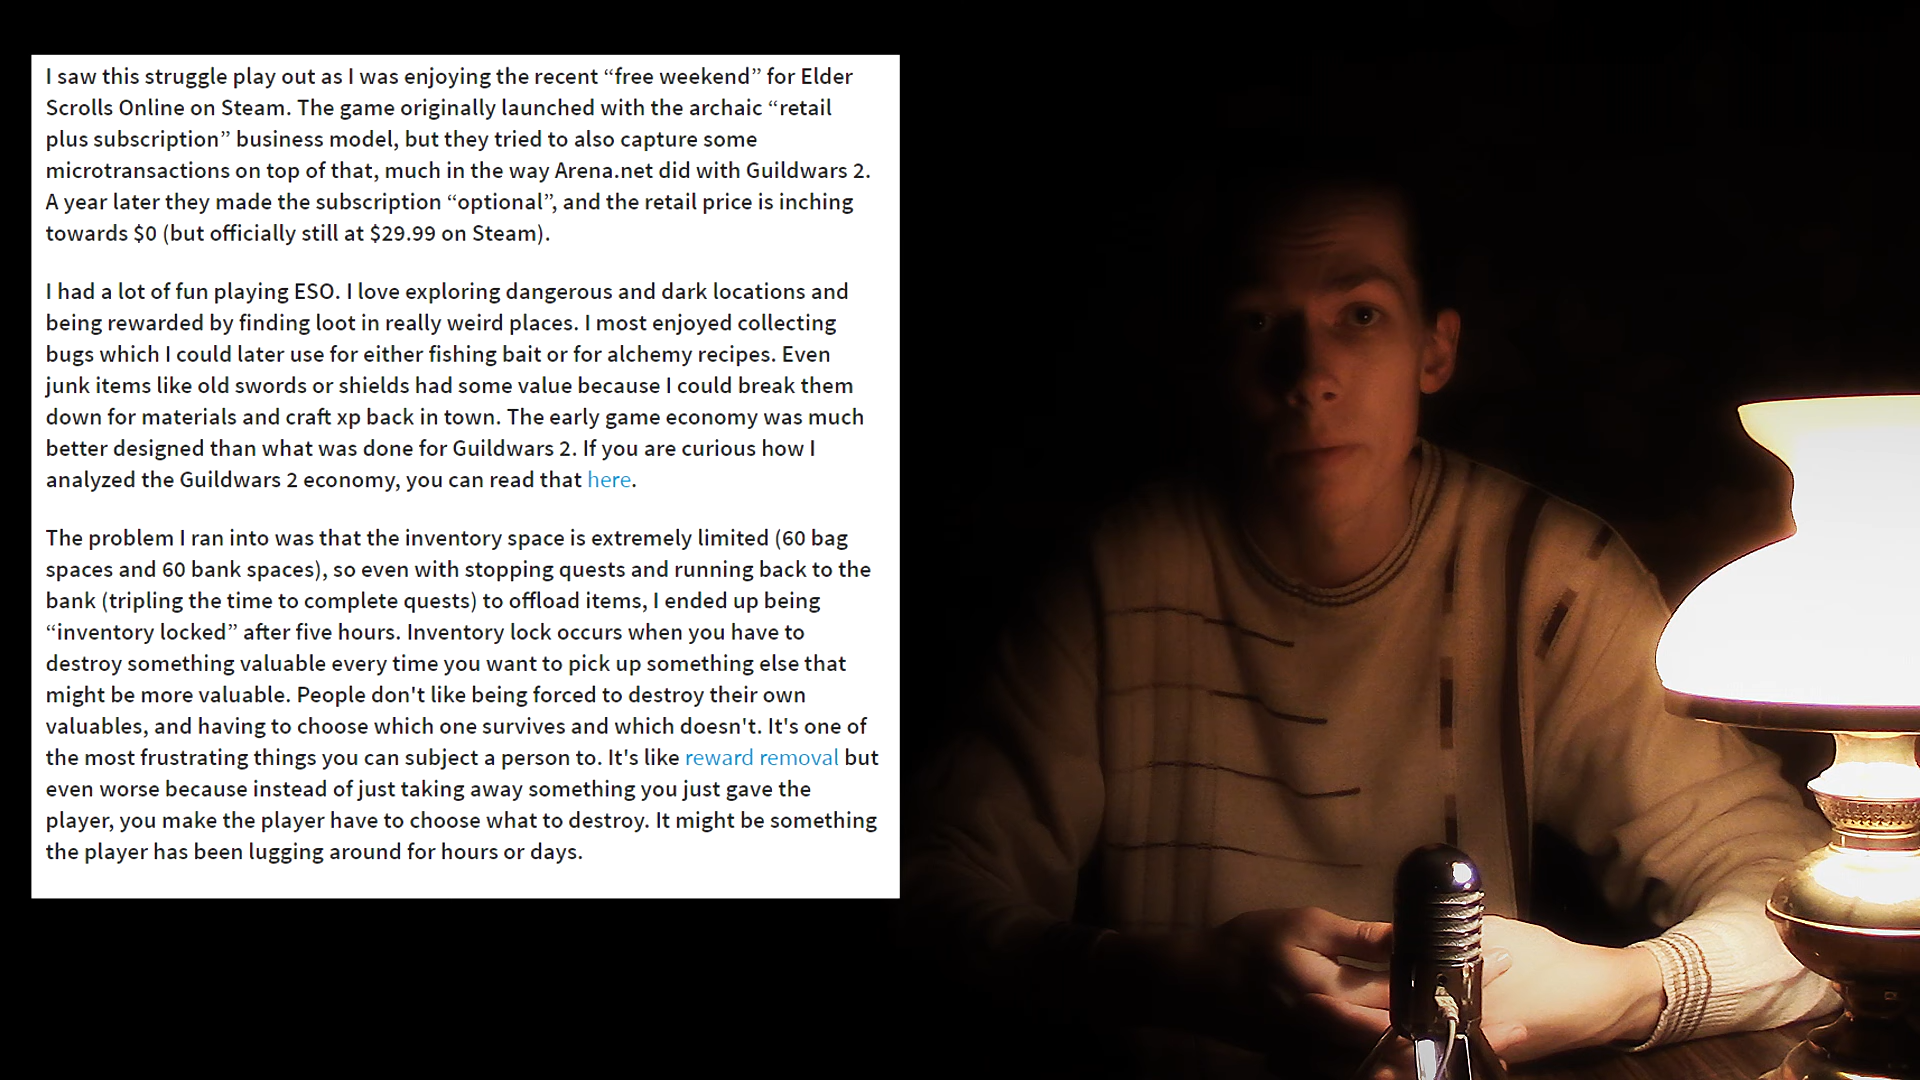 I saw this struggle play out as I was enjoying the recent “free weekend” for Elder
Scrolls Online on Steam. The game originally launched with the archaic “retail
plus subscription” business model, but they tried to also capture some
microtransactions on top of that, much in the way Arena.net did with Guildwars 2.
A year later they made the subscription “optional”, and the retail price is inching
towards $0 (but officially still at $29.99 on Steam).
I had a lot of fun playing ESO. I love exploring dangerous and dark locations and
being rewarded by finding loot in really weird places. I most enjoyed collecting
bugs which I could later use for either fishing bait or for alchemy recipes. Even
junk items like old swords or shields had some value because I could break them
down for materials and craft xp back in town. The early game economy was much
better designed than what was done for Guildwars 2. If you are curious how I
analyzed the Guildwars 2 economy, you can read that here.
The problem I ran into was that the inventory space is extremely limited (60 bag
spaces and 60 bank spaces), so even with stopping quests and running back to the
bank (tripling the time to complete quests) to offload items, I ended up being
“inventory locked” after five hours. Inventory lock occurs when you have to
destroy something valuable every time you want to pick up something else that
might be more valuable. People don't like being forced to destroy their own
valuables, and having to choose which one survives and which doesn't. It's one of
the most frustrating things you can subject a person to. It's like reward removal but
even worse because instead of just taking away something you just gave the
player, you make the player have to choose what to destroy. It might be something
the player has been lugging around for hours or days.